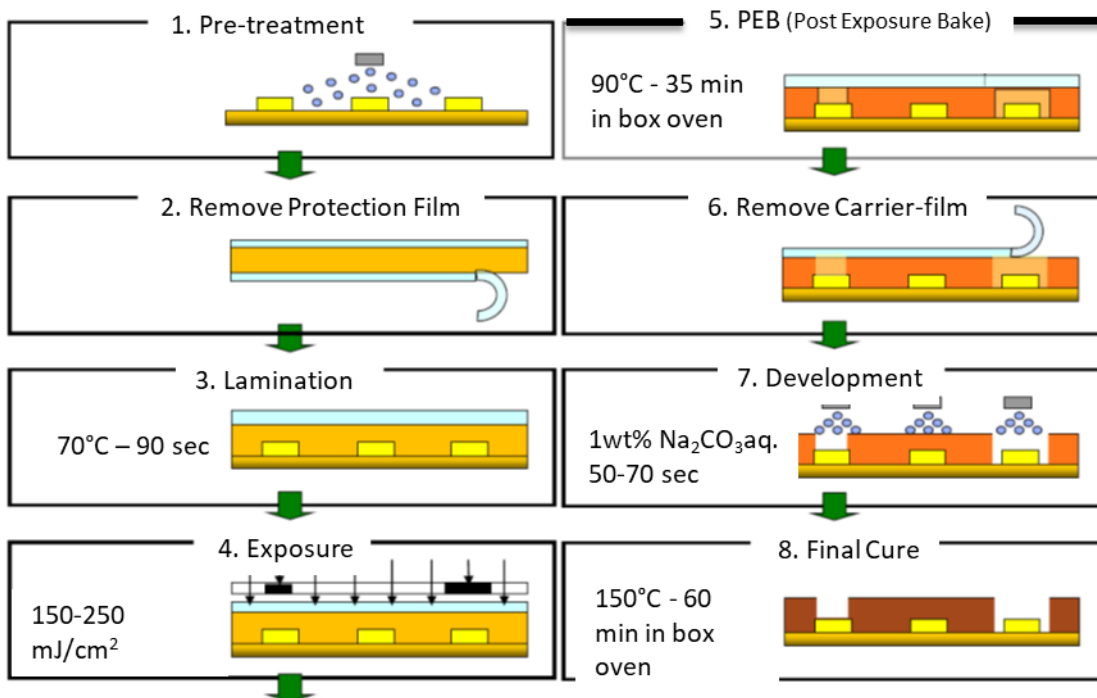 1. Pre-treatment
2. Remove Protection Film
3. Lamination
70°C – 90 sec
4. Exposure
150-250
mJ/cm²
5. PEB (Post Exposure Bake)
90°C - 35 min
in box oven
6. Remove Carrier-film
7. Development
1wt% Na₂CO₃aq.
50-70 sec
8. Final Cure
150°C - 60
min in box
oven